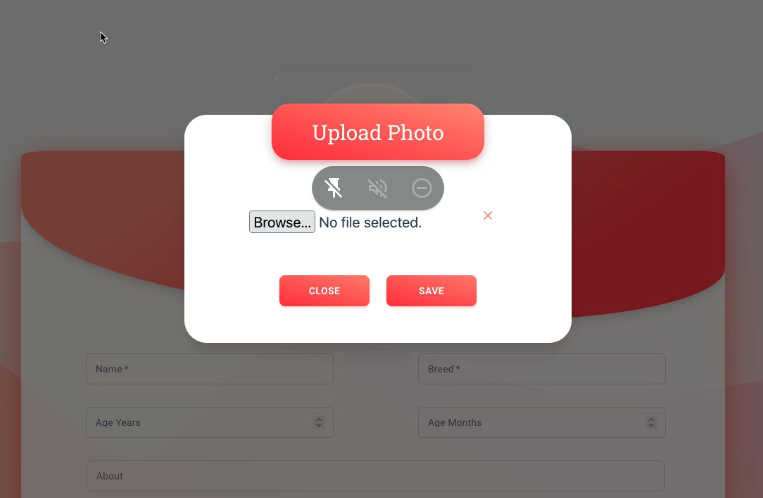 Upload Photo
Browse... No file selected.
CLOSE SAVE
Name * Breed *
Age Years Age Months
About